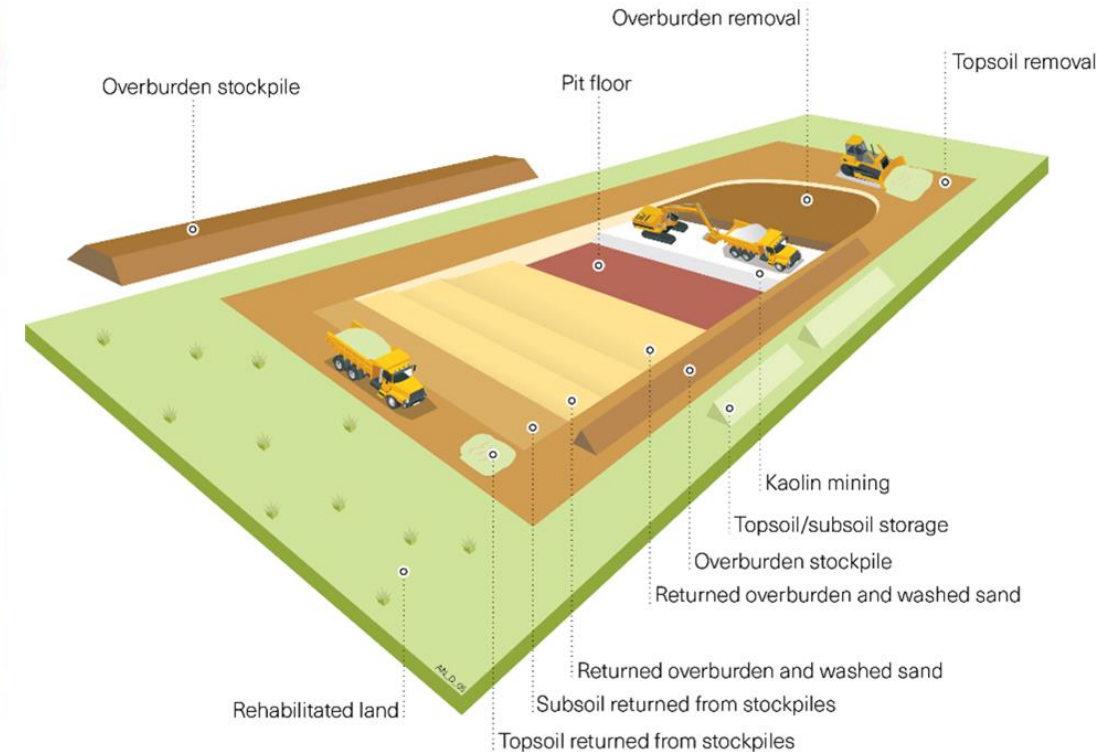 Overburden removal
Topsoil removal
Overburden stockpile
Pit floor
Kaolin mining
Topsoil/subsoil storage
Overburden stockpile
Returned overburden and washed sand
Returned overburden and washed sand
Rehabilitated land
Subsoil returned from stockpiles
Topsoil returned from stockpiles
AN_D_05